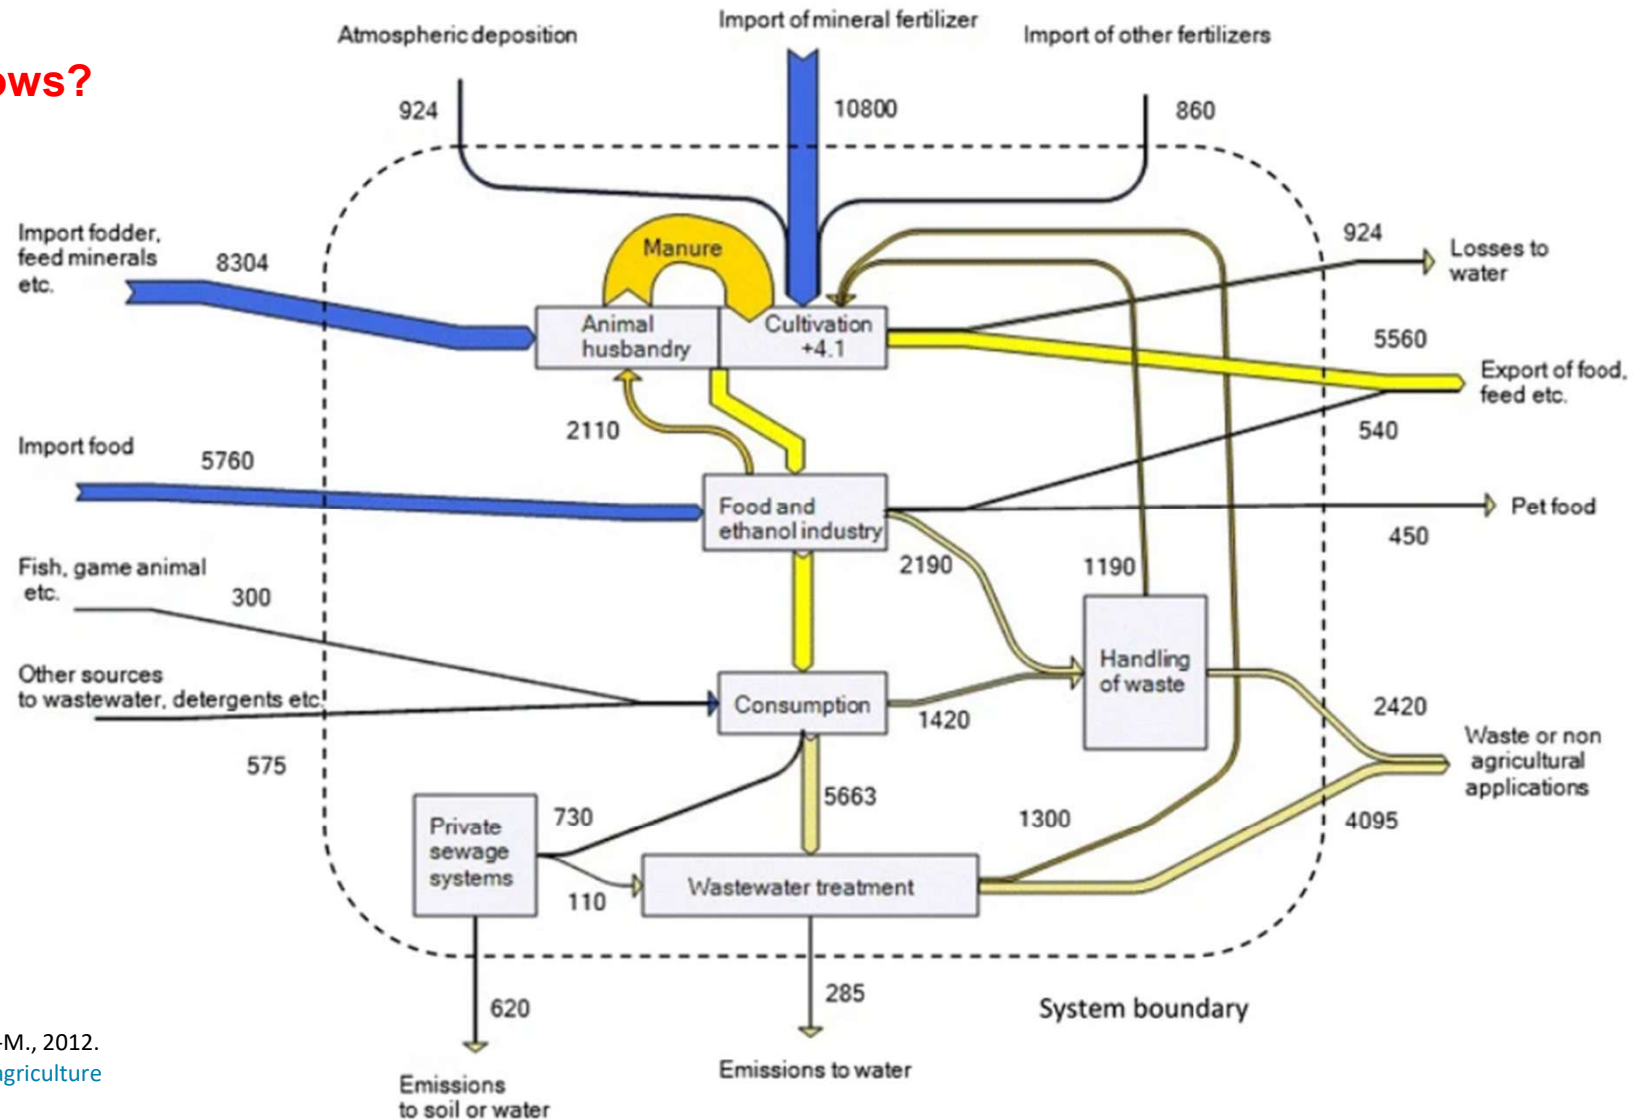 ows?
Atmospheric deposition
Import of mineral fertilizer
Import of other fertilizers
924
10800
860
Import fodder,
feed minerals
etc.
8304
Manure
924
Losses to
water
Animal
husbandry
Cultivation
+4.1
5560
Export of food,
feed etc.
2110
540
Import food
5760
Food and
ethanol industry
Pet food
450
Fish, game animal
etc.
300
2190
1190
Other sources
to wastewater, detergents etc.
575
Consumption
1420
Handling
of waste
2420
Waste or non
agricultural
applications
5663
730
1300
4095
Private
sewage
systems
110
Wastewater treatment
620
285
System boundary
Emissions
to soil or water
Emissions to water
-M., 2012.
agriculture